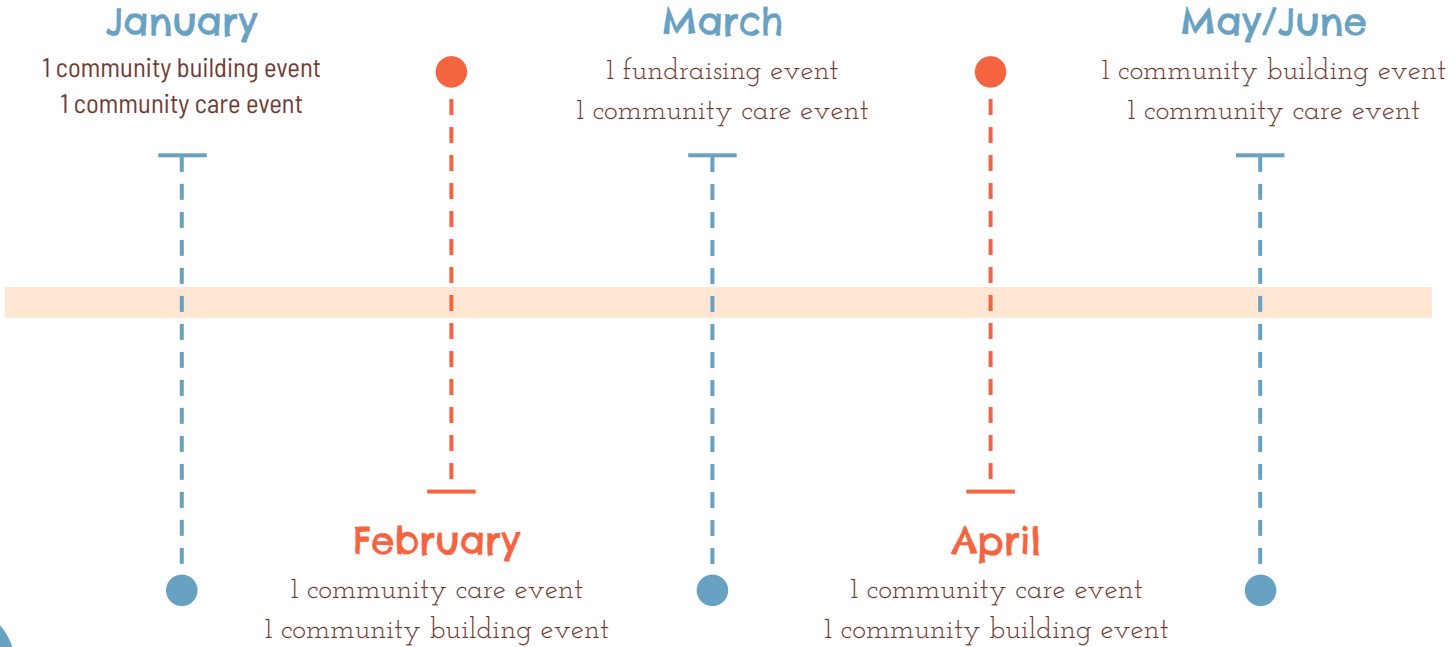 January
1 community building event
1 community care event
February
1 community care event
1 community building event
March
1 fundraising event
1 community care event
April
1 community care event
1 community building event
May/June
1 community building event
1 community care event